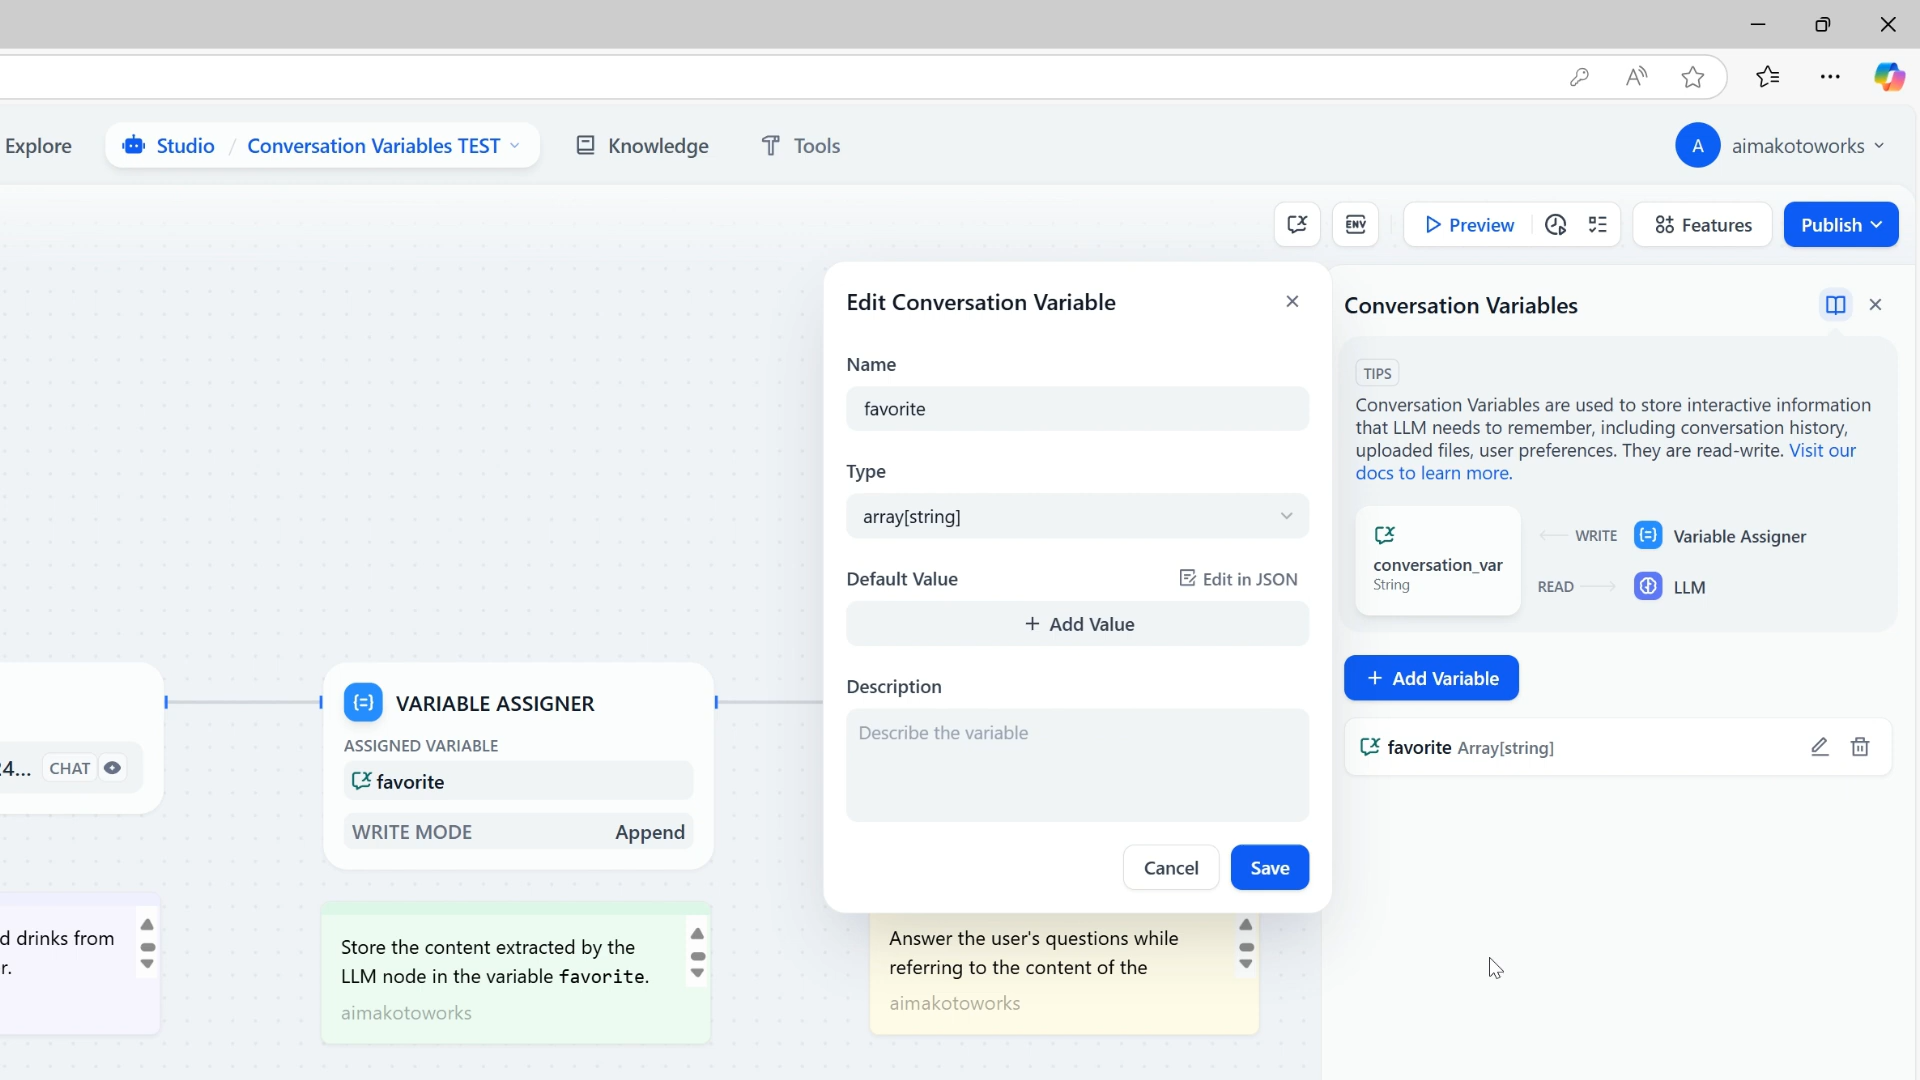 Explore
Studio / Conversation Variables TEST
Knowledge
Tools
A
aimakotoworks
ENV
Preview
Features
Publish
Edit Conversation Variable
Name
favorite
Type
array[string]
Default Value
Edit in JSON
+ Add Value
Description
Describe the variable
Cancel
Save
Conversation Variables
TIPS
Conversation Variables are used to store interactive information
that LLM needs to remember, including conversation history,
uploaded files, user preferences. They are read-write. Visit our
docs to learn more.
conversation_var
String
WRITE
Variable Assigner
READ
LLM
+ Add Variable
favorite Array[string]
24...
CHAT
VARIABLE ASSIGNER
ASSIGNED VARIABLE
favorite
WRITE MODE
Append
d drinks from
r.
Store the content extracted by the
LLM node in the variable favorite.
aimakotoworks
Answer the user's questions while
referring to the content of the
aimakotoworks